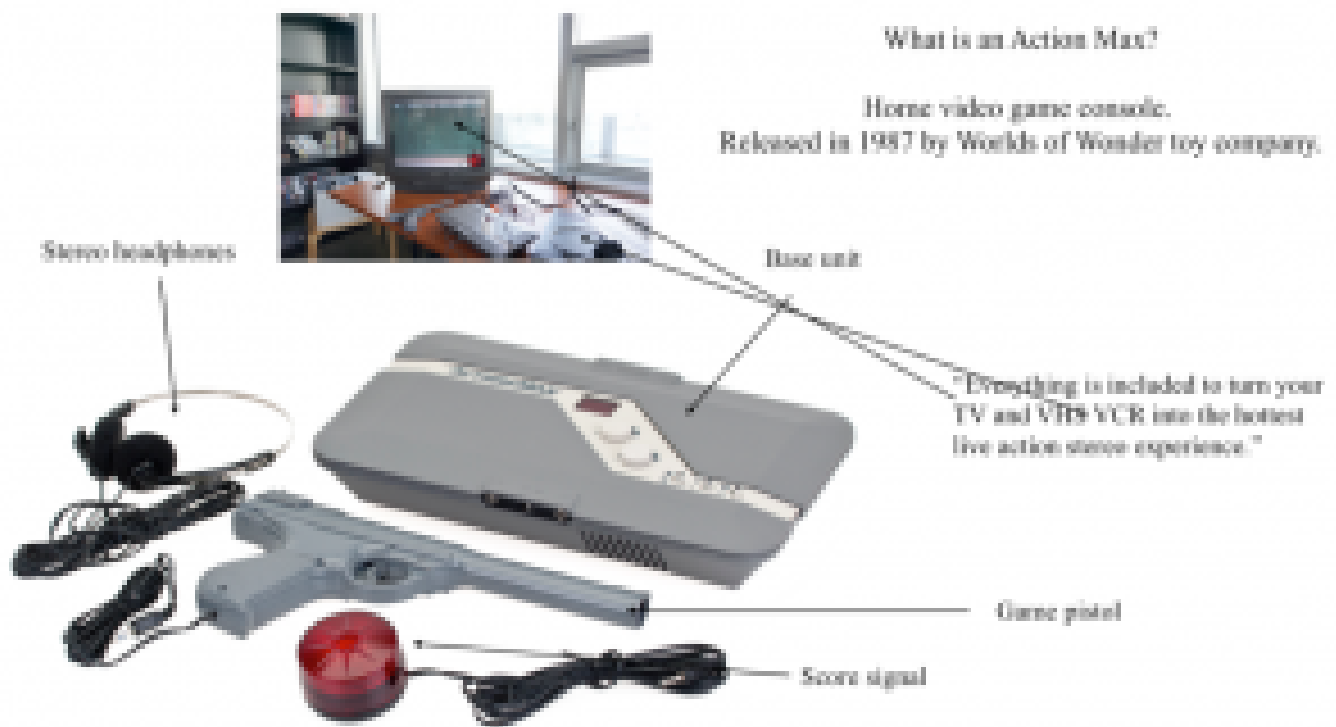 What is an Action Max?
Home video game console.
Released in 1987 by Worlds of Wonder toy company.
Stereo headphones
Base unit
"Everything is included to turn your
TV and VHS VCR into the hottest
live action stereo experience."
Game pistol
Score signal